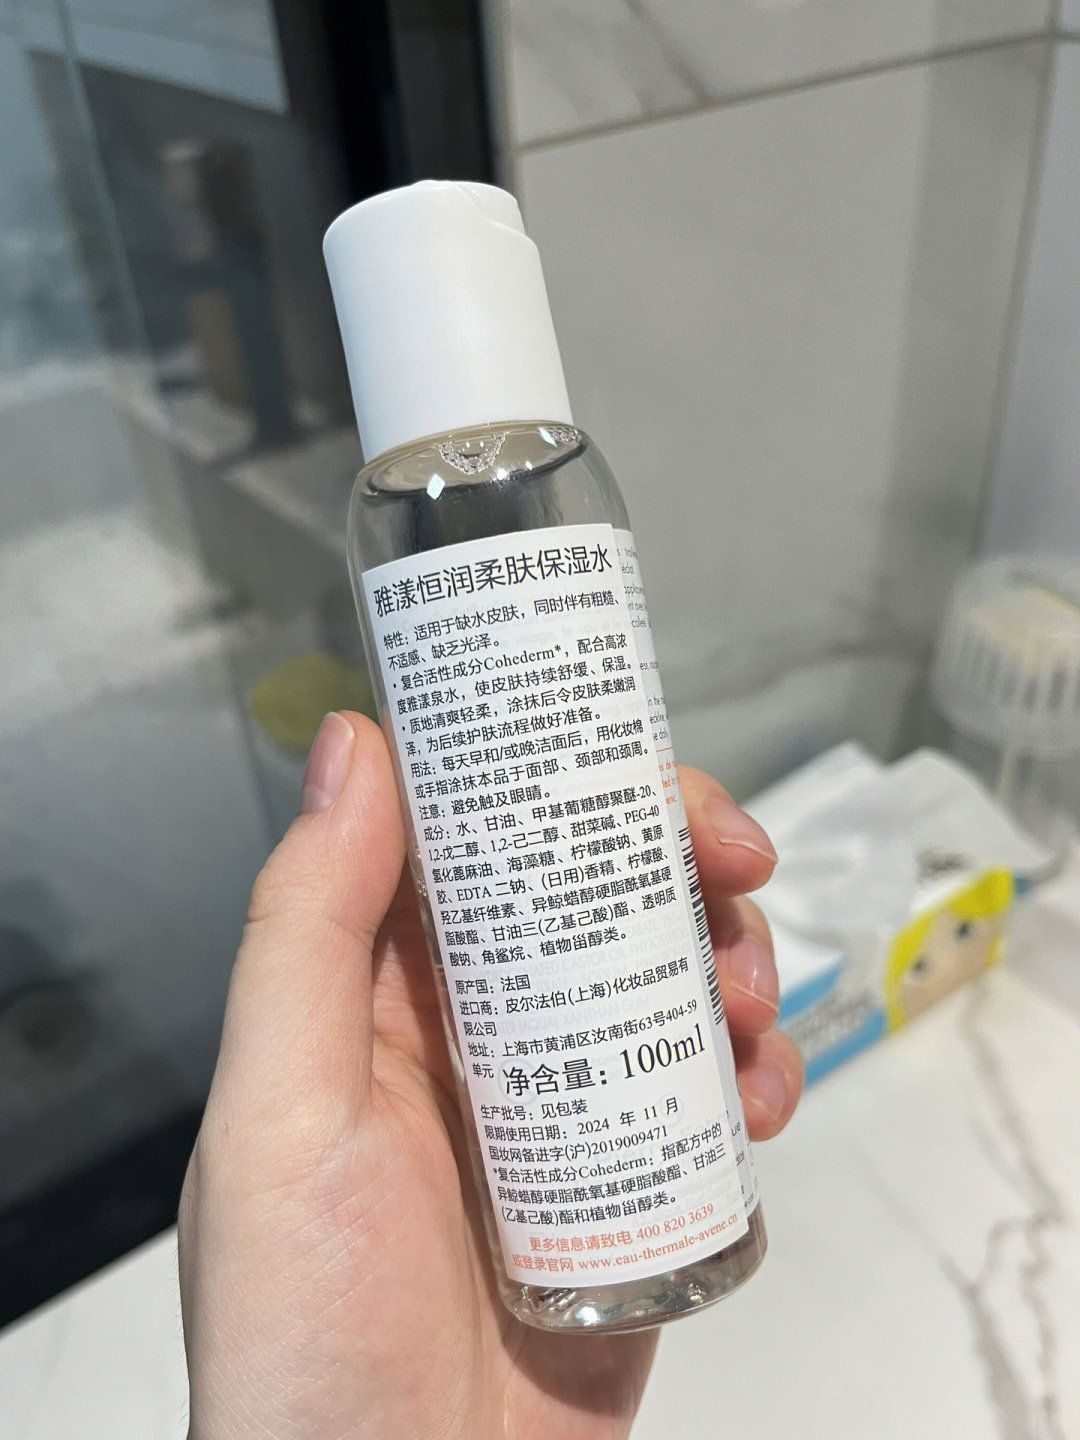 雅漾恒润柔肤保湿水
特性：适用于缺水皮肤，同时伴有粗糙、
不适感、缺乏光泽。
·复合活性成分Cohederm*，配合高浓
度雅漾泉水，使皮肤持续舒缓、保湿。
·质地清爽轻柔，涂抹后令皮肤柔嫩润
泽，为后续护肤流程做好准备。
用法：每天早和/或晚洁面后，用化妆棉
或手指涂抹本品于面部、颈部和颈周。
注意：避免触及眼睛。
成分：水、甘油、甲基葡糖醇聚醚-20、
1,2-戊二醇、1,2-己二醇、甜菜碱、PEG-40
氢化蓖麻油、海藻糖、柠檬酸钠、黄原
胶、EDTA 二钠、(日用)香精、柠檬酸、
羟乙基纤维素、异鲸蜡醇硬脂酰氧基硬
脂酸酯、甘油三(乙基己酸)酯、透明质
酸钠、角鲨烷、植物甾醇类。
原产国：法国
进口商：皮尔法伯(上海)化妆品贸易有
限公司
地址：上海市黄浦区汝南街63号404-59
单元
净含量：100ml
生产批号：见包装
限期使用日期：2024 年 11 月
国妆网备进字(沪)2019009471
*复合活性成分Cohederm：指配方中的
异鲸蜡醇硬脂酰氧基硬脂酸酯、甘油三
(乙基己酸)酯和植物甾醇类。
更多信息请致电 400 820 3639
或登录官网 www.eau-thermale-avene.cn